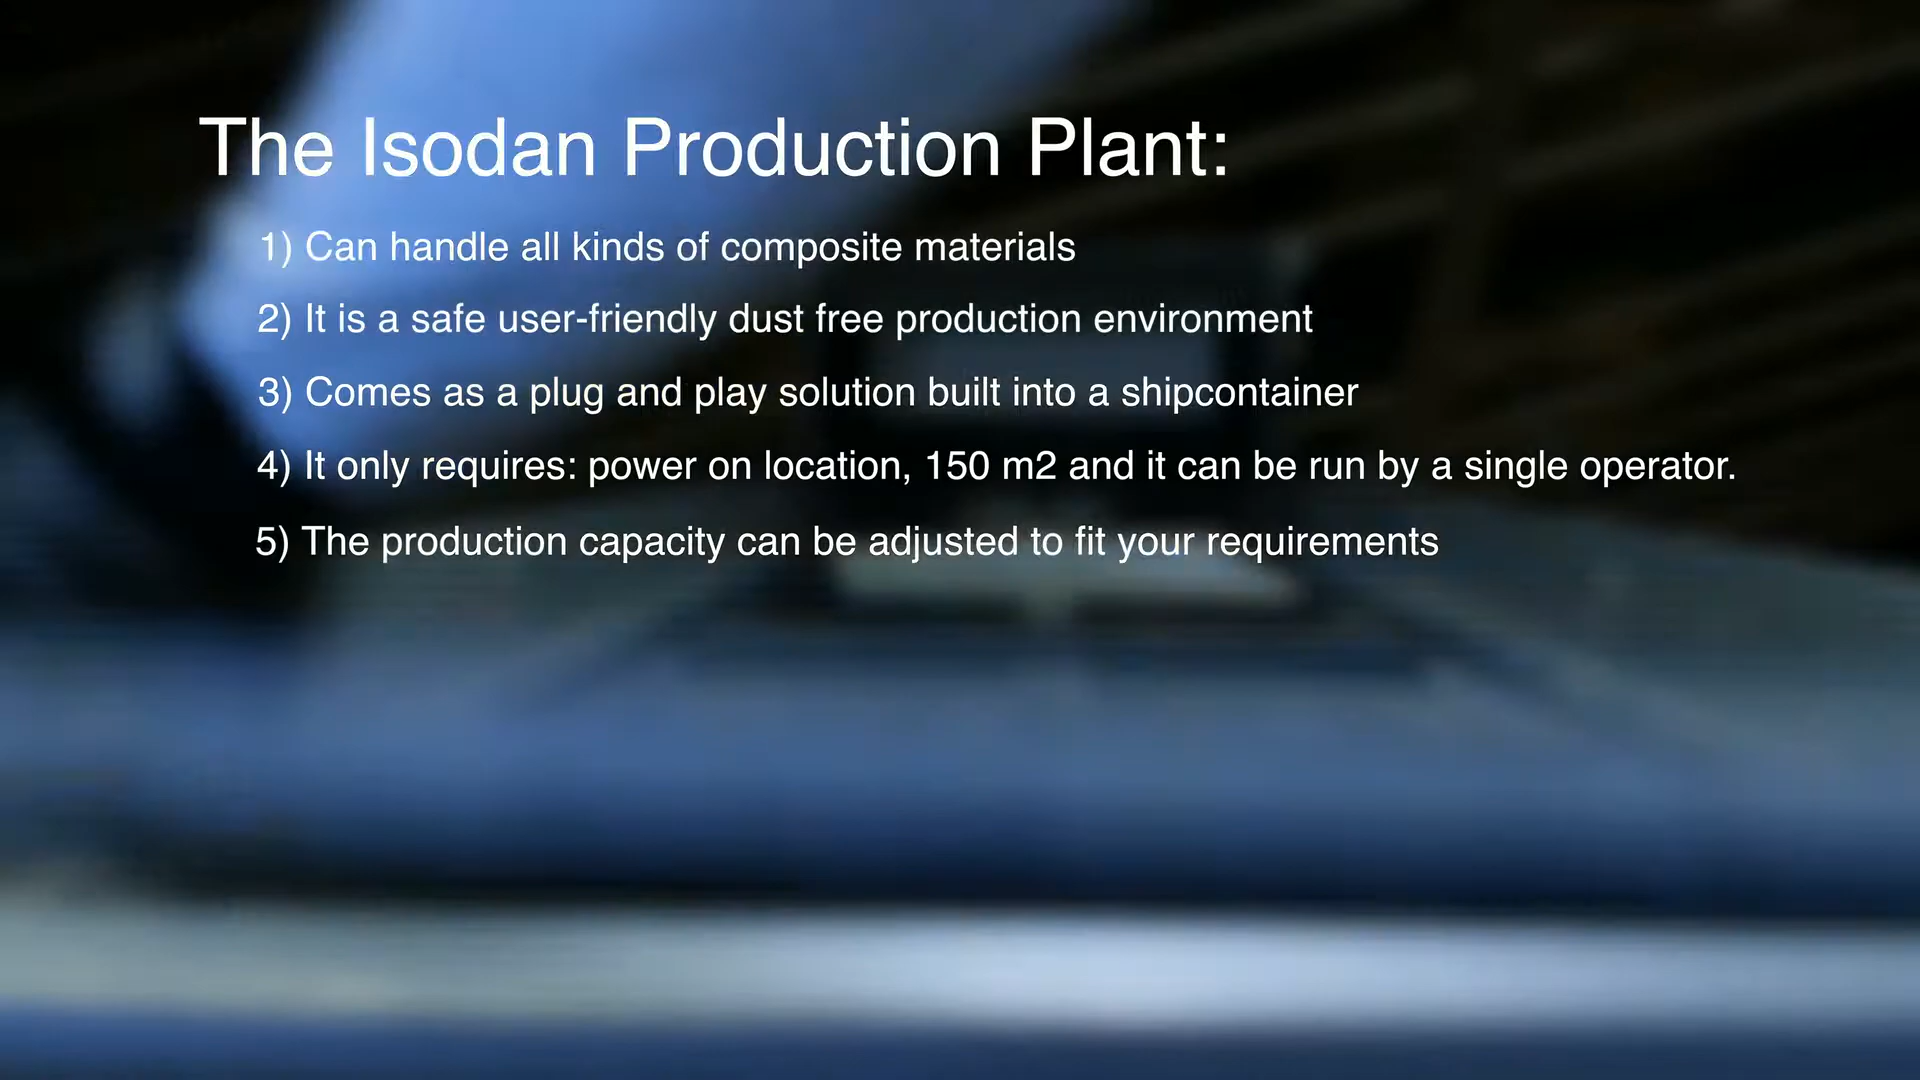 The Isodan Production Plant:
1) Can handle all kinds of composite materials
2) It is a safe user-friendly dust free production environment
3) Comes as a plug and play solution built into a shipcontainer
4) It only requires: power on location, 150 m2 and it can be run by a single operator.
5) The production capacity can be adjusted to fit your requirements